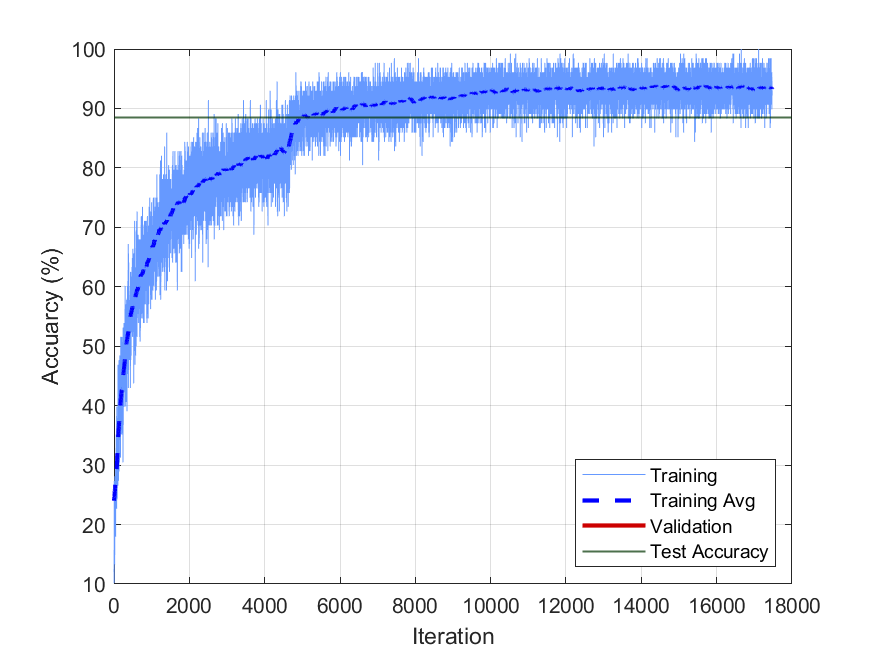 100
90
80
70
60
50
40
30
20
10
Accuarcy (%)
Training
Training Avg
Validation
Test Accuracy
0 2000 4000 6000 8000 10000 12000 14000 16000 18000
Iteration